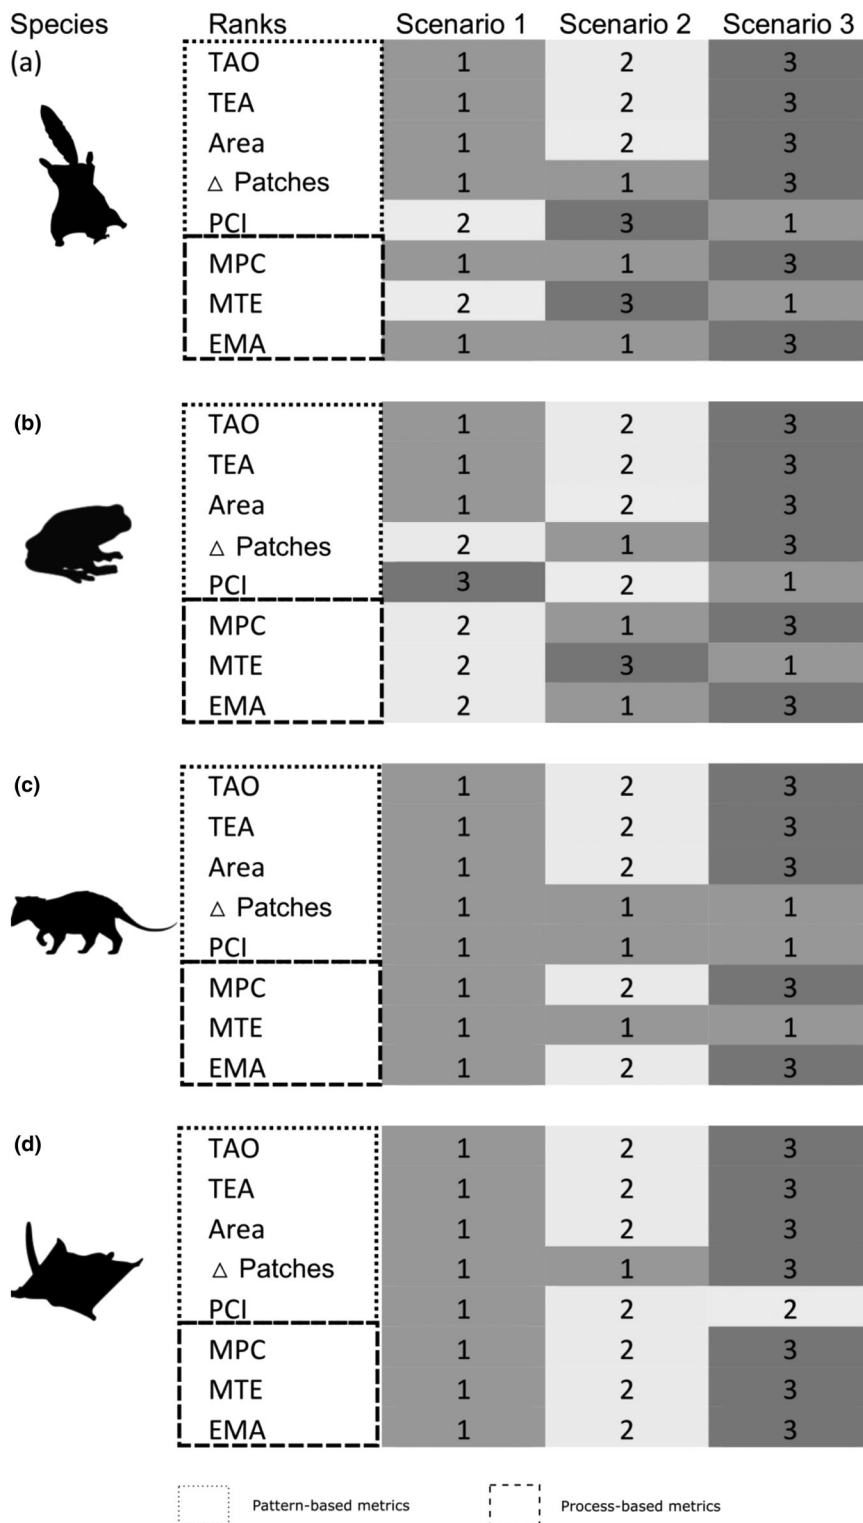 Species Ranks Scenario 1 Scenario 2 Scenario 3
(a) TAO 1 2 3
TEA 1 2 3
Area 1 2 3
△ Patches 1 1 3
PCI 2 3 1
MPC 1 1 3
MTE 2 3 1
EMA 1 1 3
(b) TAO 1 2 3
TEA 1 2 3
Area 1 2 3
△ Patches 2 1 3
PCI 3 2 1
MPC 2 1 3
MTE 2 3 1
EMA 2 1 3
(c) TAO 1 2 3
TEA 1 2 3
Area 1 2 3
△ Patches 1 1 1
PCI 1 1 1
MPC 1 2 3
MTE 1 1 1
EMA 1 2 3
(d) TAO 1 2 3
TEA 1 2 3
Area 1 2 3
△ Patches 1 1 3
PCI 1 2 2
MPC 1 2 3
MTE 1 2 3
EMA 1 2 3
Pattern-based metrics Process-based metrics